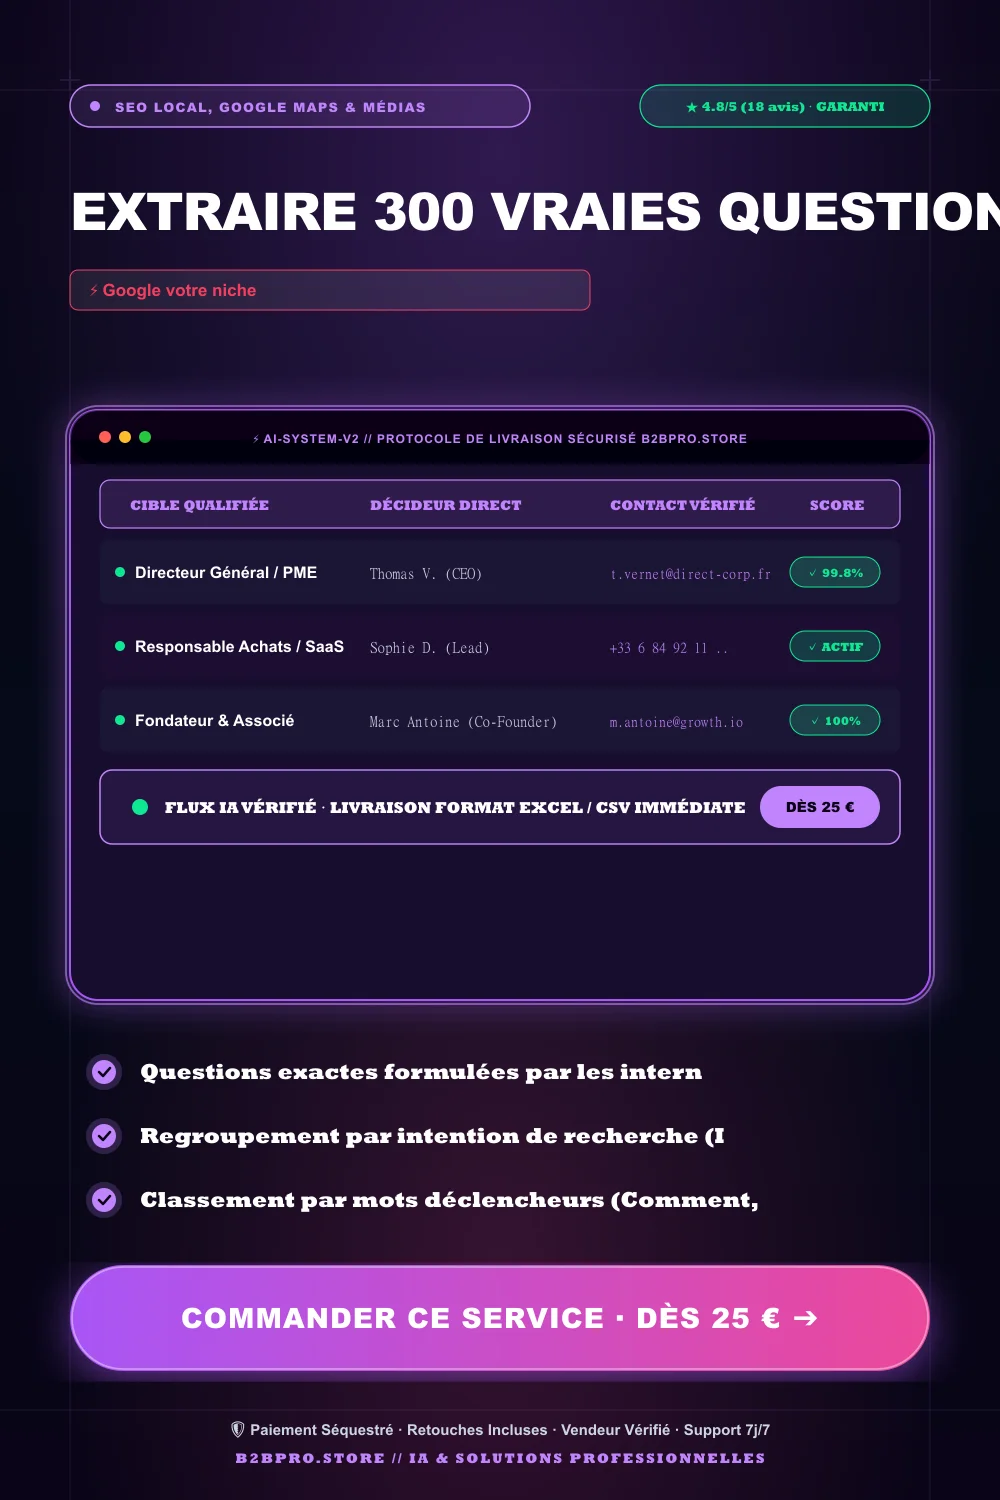 SEO LOCAL, GOOGLE MAPS & MÉDIAS
★ 4.8/5 (18 avis) · GARANTI
EXTRAIRE 300 VRAIES QUESTION
⚡ Google votre niche
⚡ AI-SYSTEM-V2 // PROTOCOLE DE LIVRAISON SÉCURISÉ B2BPRO.STORE
CIBLE QUALIFIÉE DÉCIDEUR DIRECT CONTACT VÉRIFIÉ SCORE
Directeur Général / PME Thomas V. (CEO) t.vernet@direct-corp.fr ✓ 99.8%
Responsable Achats / SaaS Sophie D. (Lead) +33 6 84 92 11 .. ✓ ACTIF
Fondateur & Associé Marc Antoine (Co-Founder) m.antoine@growth.io ✓ 100%
FLUX IA VÉRIFIÉ · LIVRAISON FORMAT EXCEL / CSV IMMÉDIATE DÈS 25 €
Questions exactes formulées par les intern
Regroupement par intention de recherche (I
Classement par mots déclencheurs (Comment,
COMMANDER CE SERVICE · DÈS 25 € ➔
Paiement Séquestré · Retouches Incluses · Vendeur Vérifié · Support 7j/7
B2BPRO.STORE // IA & SOLUTIONS PROFESSIONNELLES